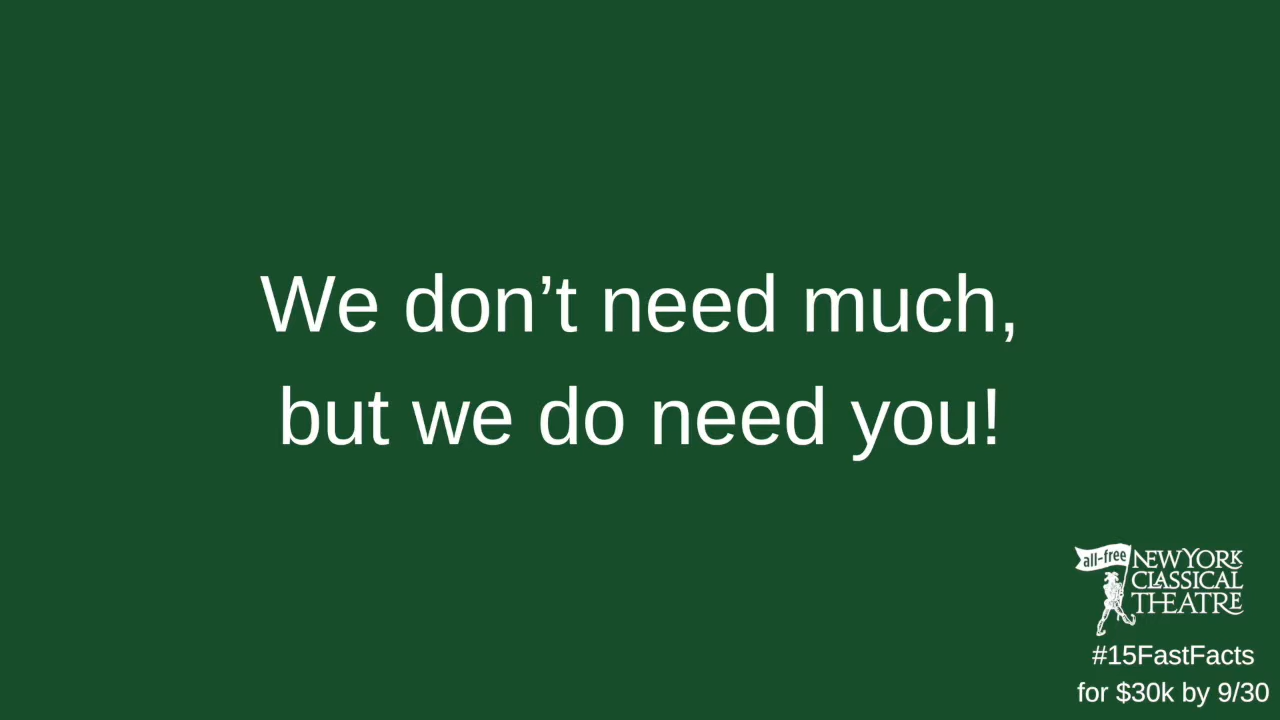 We don’t need much,
but we do need you!
all-free
NEW YORK
CLASSICAL
THEATRE
#15FastFacts
for $30k by 9/30